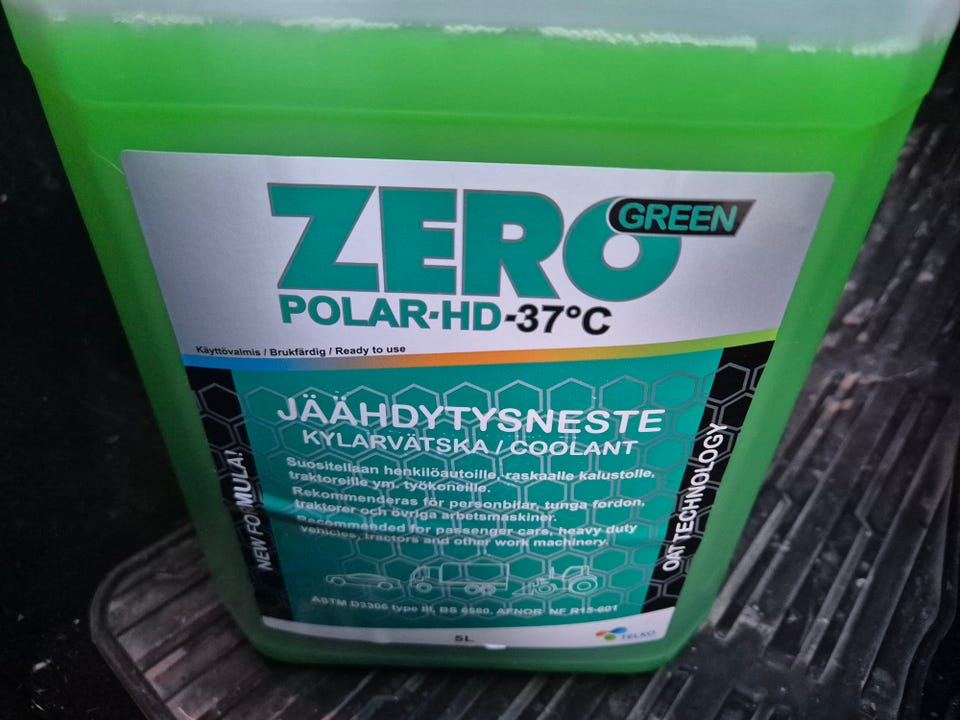 ZERO
GREEN
POLAR-HD-37°C
Käyttövalmis / Brukfärdig / Ready to use
JÄÄHDYTYSNESTE
KYLARVÄTSKA / COOLANT
Suositellaan henkilöautoille, raskaalle kalustolle,
traktoreille ym. työkoneille.
Rekommenderas för personbilar, tunga fordon,
traktorer och övriga arbetsmaskiner.
Recommended for passenger cars, heavy duty
vehicles, tractors and other work machinery.
NEW FORMULA!
OAT TECHNOLOGY
ASTM D3306 type III, BS 6580, AFNOR NF R15-601
5L
TELKO